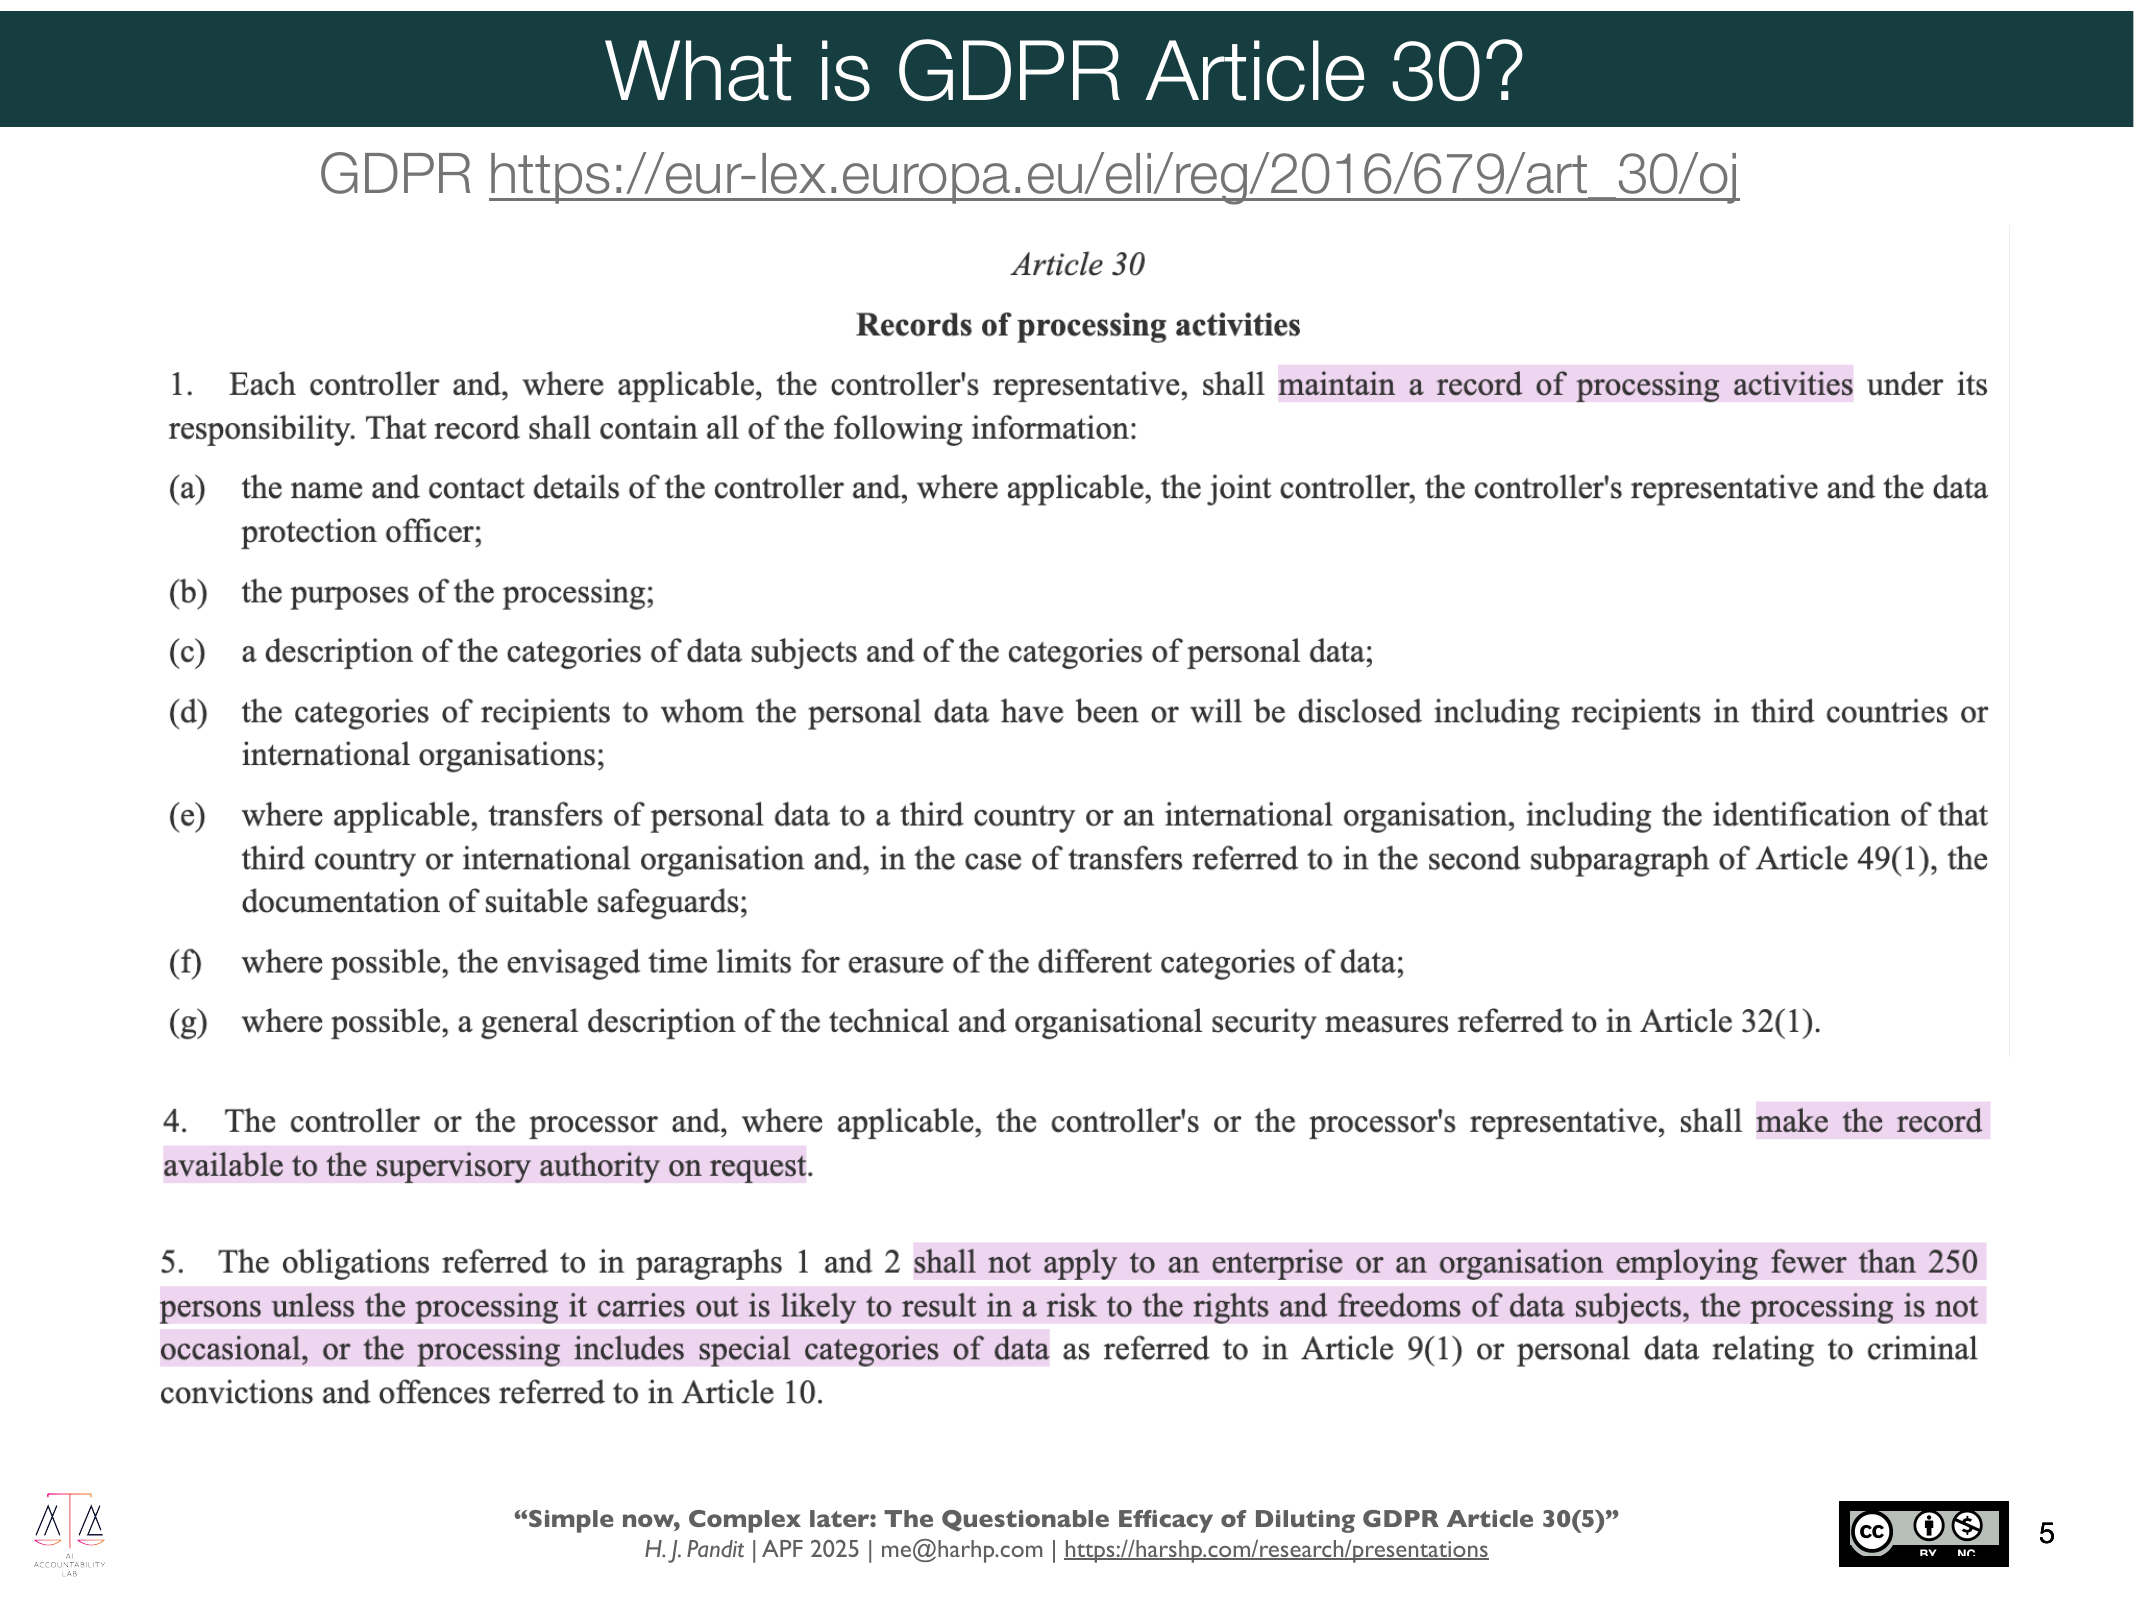 What is GDPR Article 30?
GDPR https://eur-lex.europa.eu/eli/reg/2016/679/art_30/oj
Article 30
Records of processing activities
1. Each controller and, where applicable, the controller's representative, shall maintain a record of processing activities under its
responsibility. That record shall contain all of the following information:
(a) the name and contact details of the controller and, where applicable, the joint controller, the controller's representative and the data
protection officer;
(b) the purposes of the processing;
(c) a description of the categories of data subjects and of the categories of personal data;
(d) the categories of recipients to whom the personal data have been or will be disclosed including recipients in third countries or
international organisations;
(e) where applicable, transfers of personal data to a third country or an international organisation, including the identification of that
third country or international organisation and, in the case of transfers referred to in the second subparagraph of Article 49(1), the
documentation of suitable safeguards;
(f) where possible, the envisaged time limits for erasure of the different categories of data;
(g) where possible, a general description of the technical and organisational security measures referred to in Article 32(1).
4. The controller or the processor and, where applicable, the controller's or the processor's representative, shall make the record
available to the supervisory authority on request.
5. The obligations referred to in paragraphs 1 and 2 shall not apply to an enterprise or an organisation employing fewer than 250
persons unless the processing it carries out is likely to result in a risk to the rights and freedoms of data subjects, the processing is not
occasional, or the processing includes special categories of data as referred to in Article 9(1) or personal data relating to criminal
convictions and offences referred to in Article 10.
AI
ACCOUNTABILITY
LAB
“Simple now, Complex later: The Questionable Efficacy of Diluting GDPR Article 30(5)”
H. J. Pandit | APF 2025 | me@harhp.com | https://harshp.com/research/presentations
cc BY NC
5